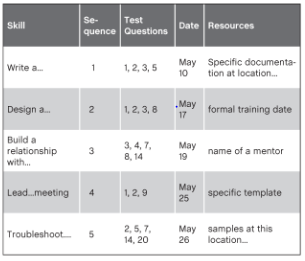 Skill Se-quence Test Questions Date Resources
Write a... 1 1, 2, 3, 5 May 10 Specific documenta-tion at location...
Design a... 2 1, 2, 3, 8 May 17 formal training date
Build a relationship with... 3 3, 4, 7, 8, 14 May 19 name of a mentor
Lead...meeting 4 1, 2, 9 May 25 specific template
Troubleshoot.... 5 2, 5, 7, 14, 20 May 26 samples at this location...